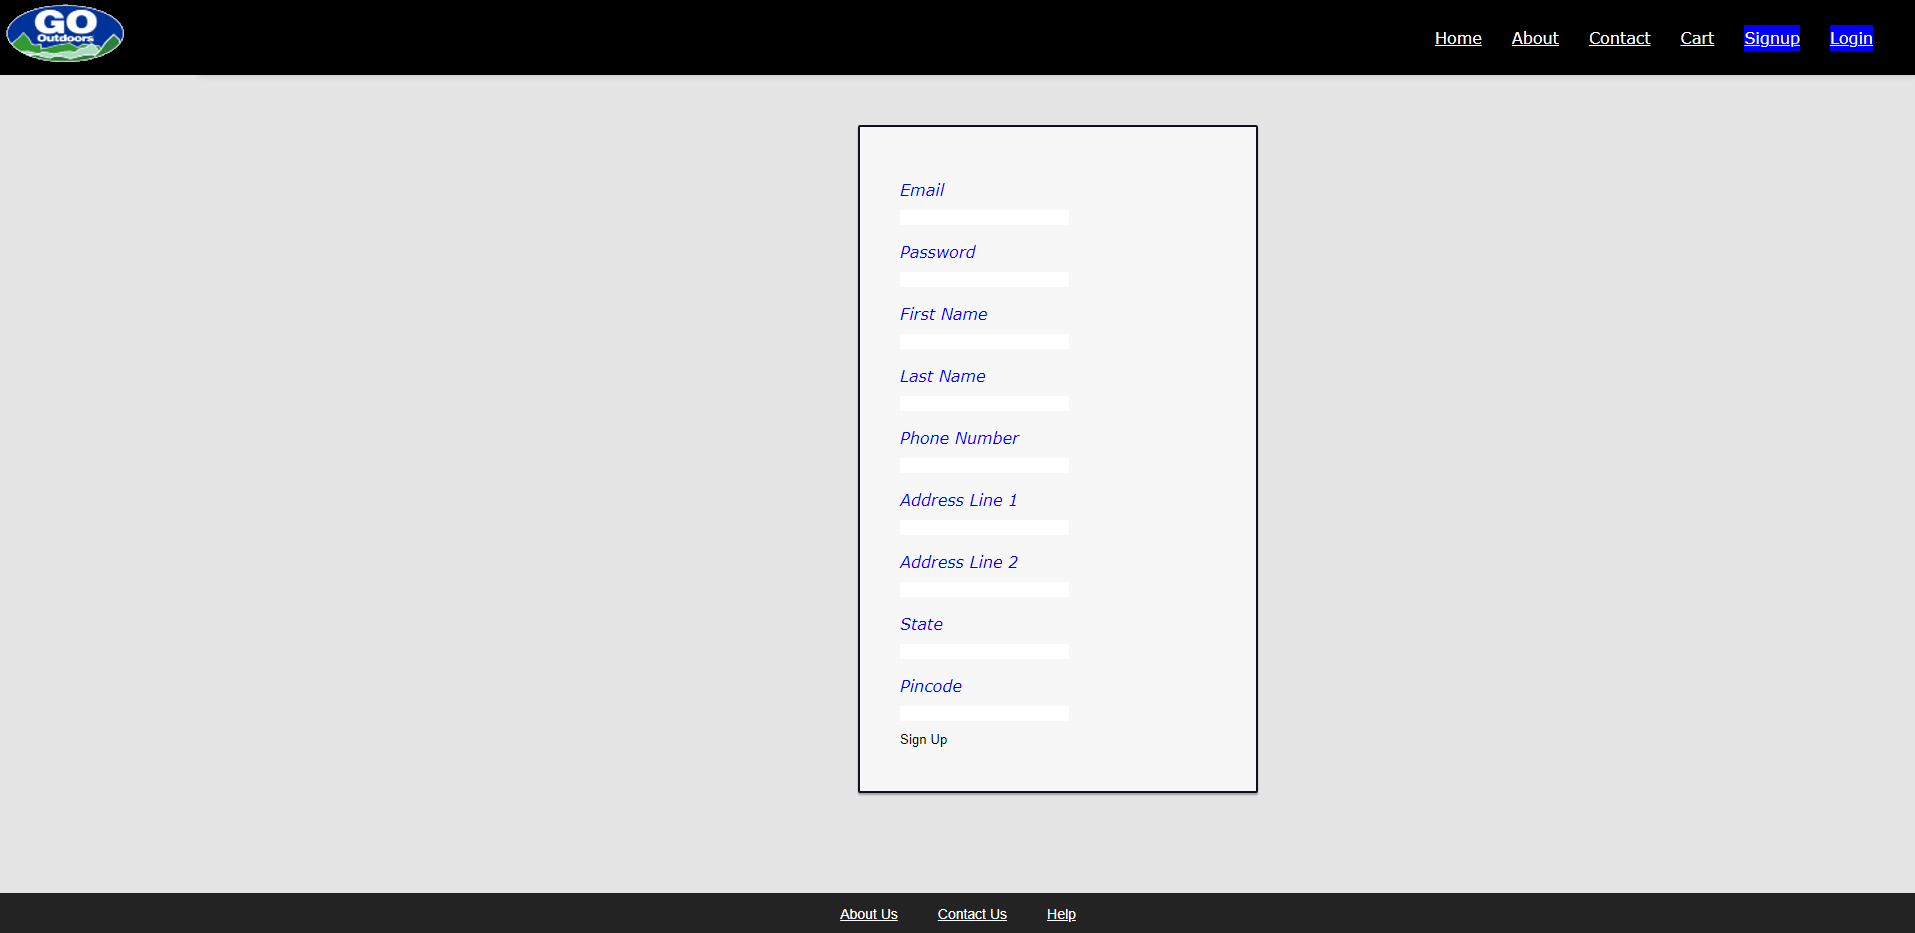 GO
Outdoors
Home About Contact Cart Signup Login
Email
Password
First Name
Last Name
Phone Number
Address Line 1
Address Line 2
State
Pincode
Sign Up
About Us Contact Us Help